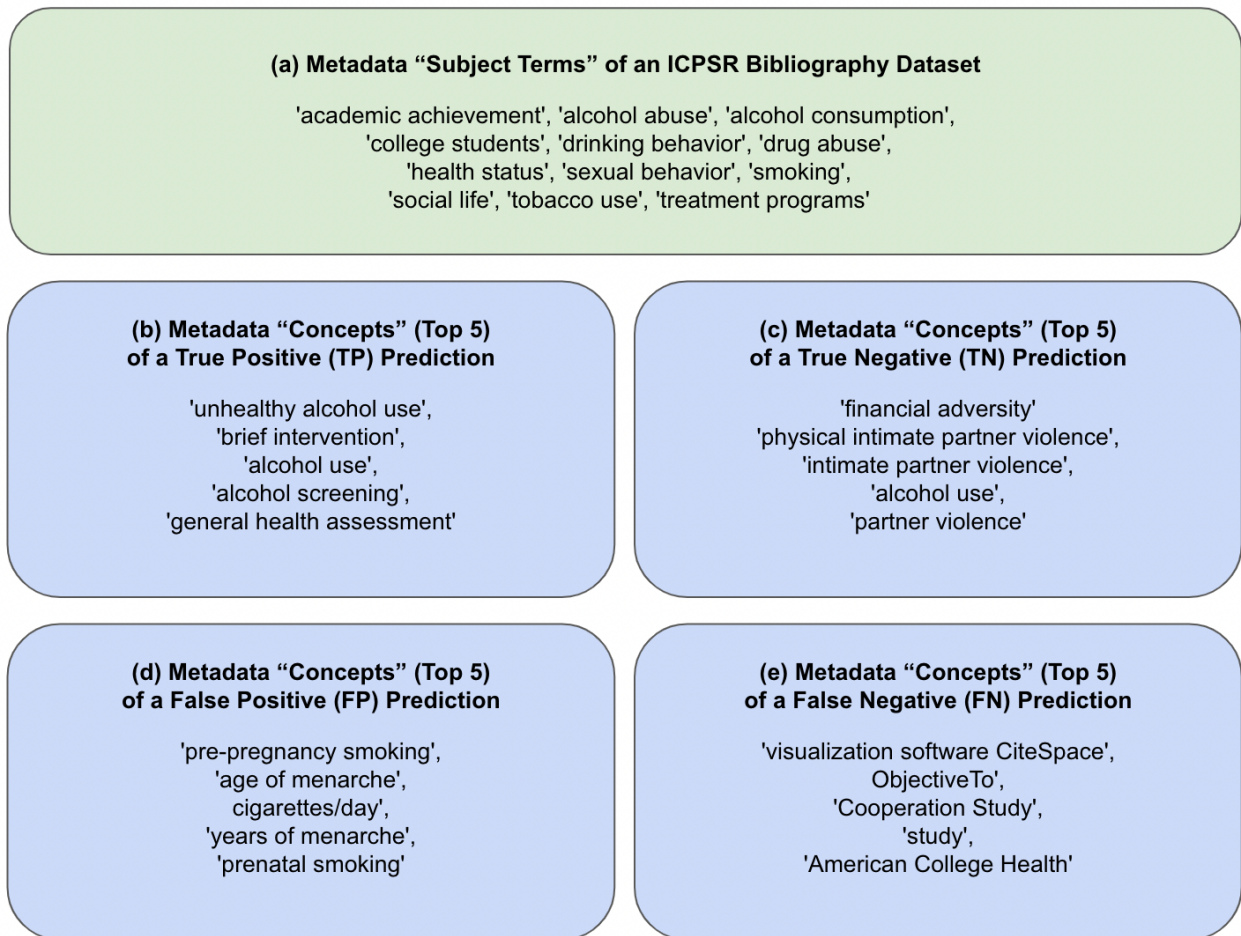 (a) Metadata “Subject Terms” of an ICPSR Bibliography Dataset
'academic achievement', 'alcohol abuse', 'alcohol consumption',
'college students', 'drinking behavior', 'drug abuse',
'health status', 'sexual behavior', 'smoking',
'social life', 'tobacco use', 'treatment programs'
(b) Metadata “Concepts” (Top 5)
of a True Positive (TP) Prediction
'unhealthy alcohol use',
'brief intervention',
'alcohol use',
'alcohol screening',
'general health assessment'
(c) Metadata “Concepts” (Top 5)
of a True Negative (TN) Prediction
'financial adversity'
'physical intimate partner violence',
'intimate partner violence',
'alcohol use',
'partner violence'
(d) Metadata “Concepts” (Top 5)
of a False Positive (FP) Prediction
'pre-pregnancy smoking',
'age of menarche',
cigarettes/day',
'years of menarche',
'prenatal smoking'
(e) Metadata “Concepts” (Top 5)
of a False Negative (FN) Prediction
'visualization software CiteSpace',
ObjectiveTo',
'Cooperation Study',
'study',
'American College Health'